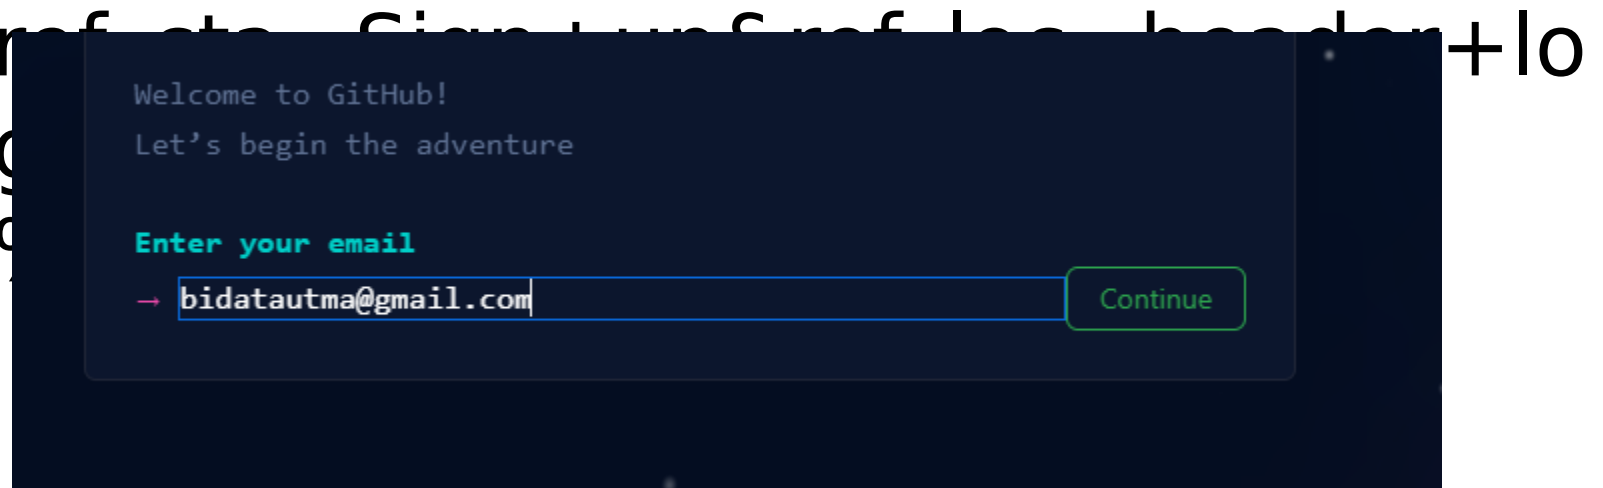 ref_cta=Sign+up&ref_loc=header+lo
g
Welcome to GitHub!
Let’s begin the adventure
Enter your email
→ bidatautma@gmail.com
Continue